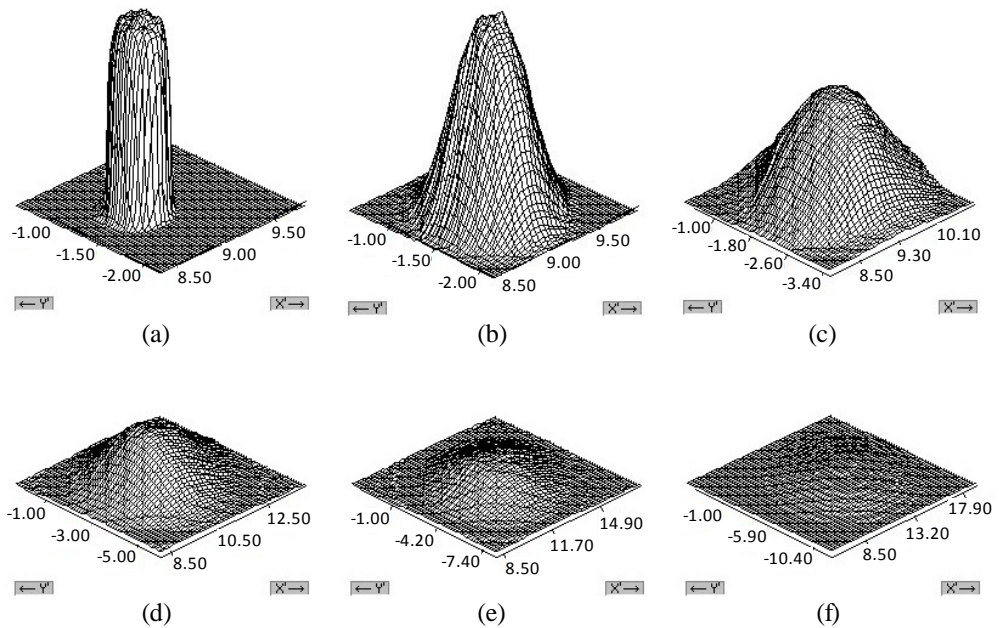 -1.00 -1.50 -2.00 8.50 9.00 9.50
← Y' X' →
(a)
-1.00 -1.50 -2.00 8.50 9.00 9.50
← Y' X' →
(b)
-1.00 -1.80 -2.60 -3.40 8.50 9.30 10.10
← Y' X' →
(c)
-1.00 -3.00 -5.00 8.50 10.50 12.50
← Y' X' →
(d)
-1.00 -4.20 -7.40 8.50 11.70 14.90
← Y' X' →
(e)
-1.00 -5.90 -10.40 8.50 13.20 17.90
← Y' X' →
(f)